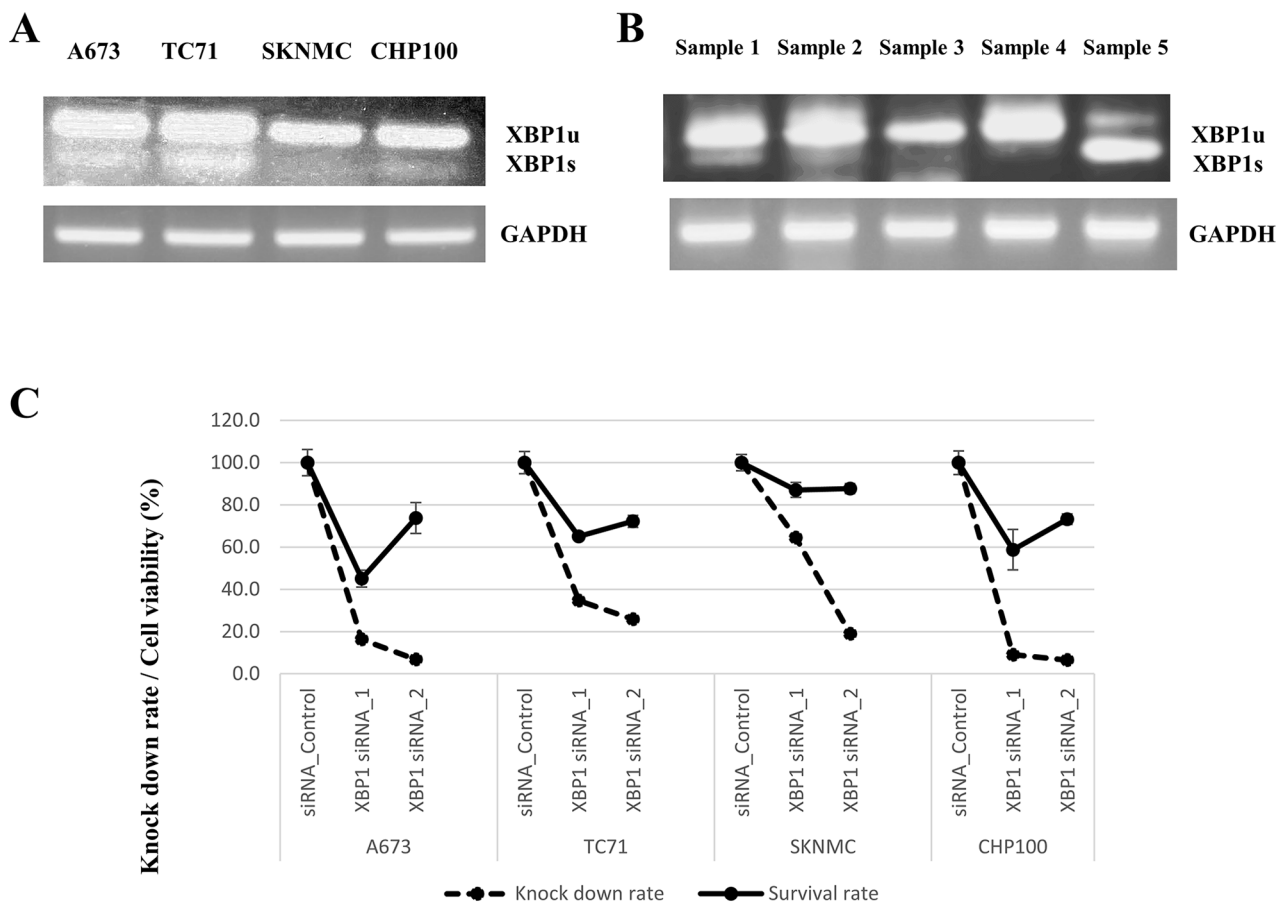 A
A673 TC71 SKNMC CHP100
XBP1u
XBP1s
GAPDH
B
Sample 1 Sample 2 Sample 3 Sample 4 Sample 5
XBP1u
XBP1s
GAPDH
C
Knock down rate / Cell viability (%)
120.0
100.0
80.0
60.0
40.0
20.0
0.0
siRNA_Control XBP1 siRNA_1 XBP1 siRNA_2 siRNA_Control XBP1 siRNA_1 XBP1 siRNA_2 siRNA_Control XBP1 siRNA_1 XBP1 siRNA_2 siRNA_Control XBP1 siRNA_1 XBP1 siRNA_2
A673 TC71 SKNMC CHP100
Knock down rate Survival rate